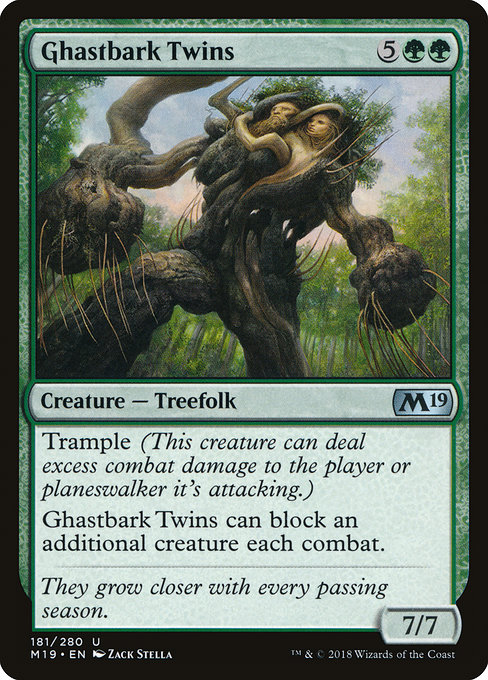 Ghastbark Twins 5
Creature — Treefolk M19
Trample (This creature can deal
excess combat damage to the player or
planeswalker it's attacking.)
Ghastbark Twins can block an
additional creature each combat.
They grow closer with every passing
season.
7/7
181/280 U
M19 • EN Zack Stella ™ & © 2018 Wizards of the Coast